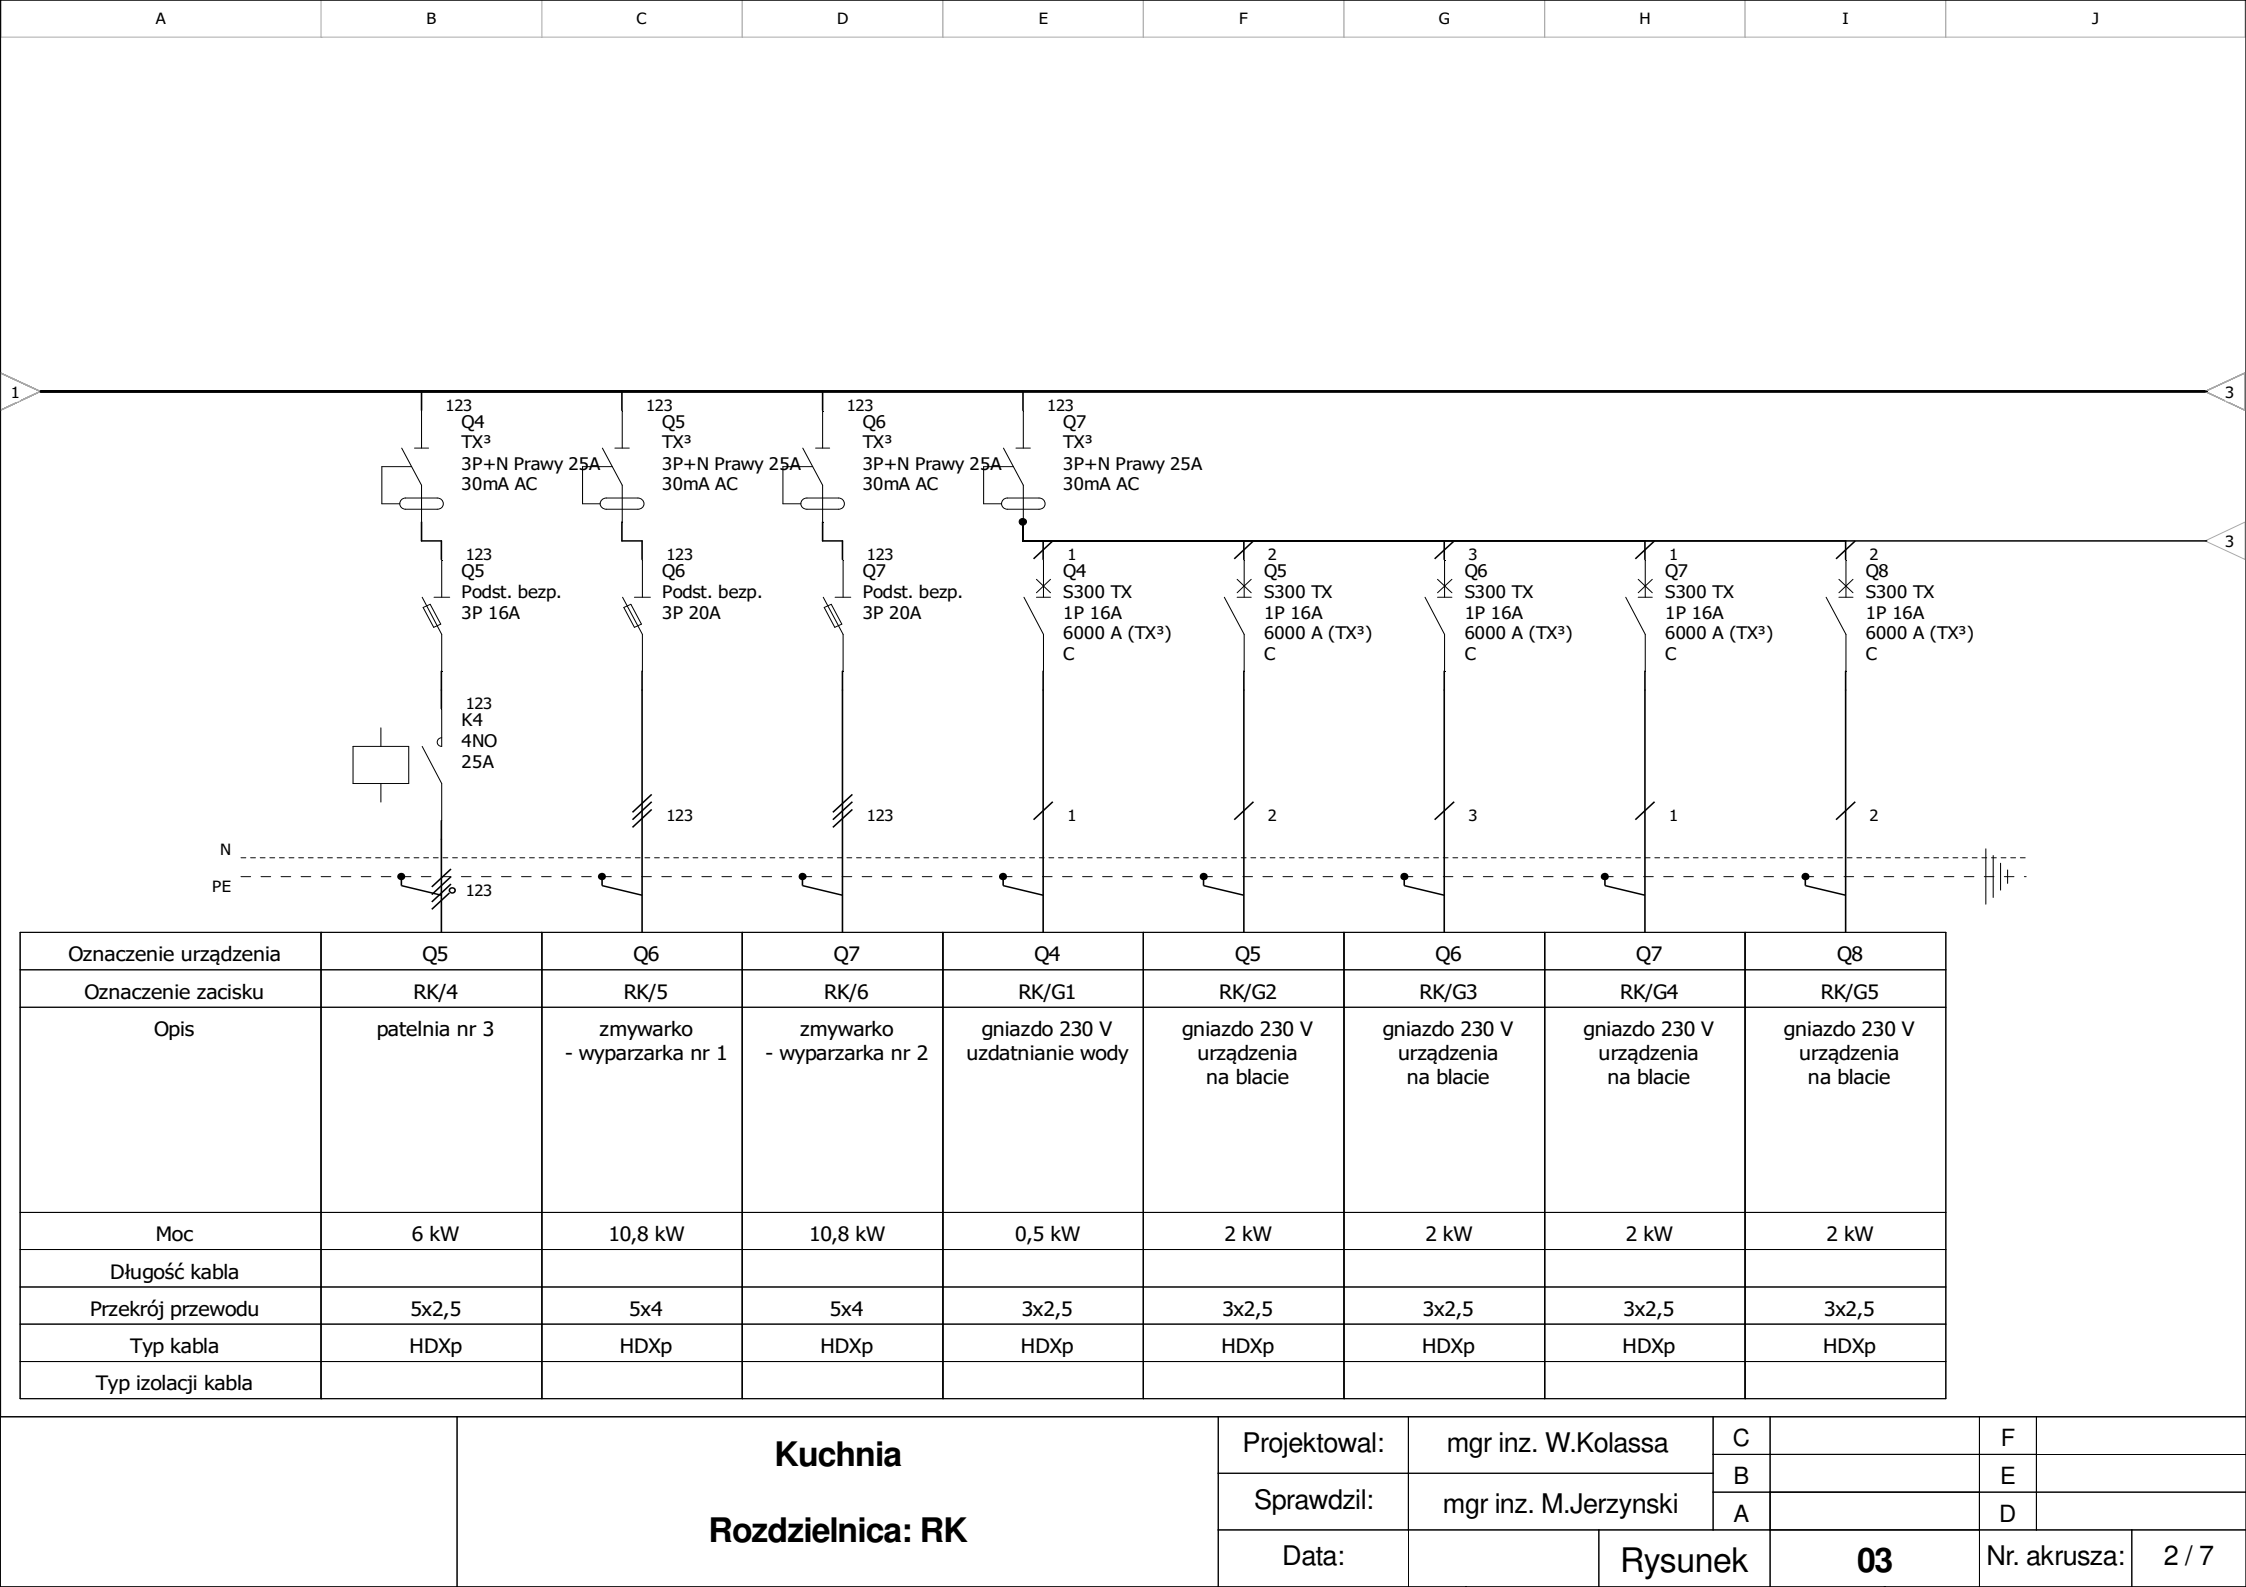 A B C D E F G H I J
1 3
123 123 123 123
Q4 Q5 Q6 Q7
TX³ TX³ TX³ TX³
3P+N Prawy 25A 3P+N Prawy 25A 3P+N Prawy 25A 3P+N Prawy 25A
30mA AC 30mA AC 30mA AC 30mA AC
3
123 123 123 1 2 3 1 2
Q5 Q6 Q7 Q4 Q5 Q6 Q7 Q8
Podst. bezp. Podst. bezp. Podst. bezp. S300 TX S300 TX S300 TX S300 TX S300 TX
3P 16A 3P 20A 3P 20A 1P 16A 1P 16A 1P 16A 1P 16A 1P 16A
6000 A (TX³) 6000 A (TX³) 6000 A (TX³) 6000 A (TX³) 6000 A (TX³)
C C C C C
123
K4
4NO
25A
123 123 1 2 3 1 2
N
PE 123
Oznaczenie urządzenia Q5 Q6 Q7 Q4 Q5 Q6 Q7 Q8
Oznaczenie zacisku RK/4 RK/5 RK/6 RK/G1 RK/G2 RK/G3 RK/G4 RK/G5
Opis patelnia nr 3 zmywarko zmywarko gniazdo 230 V gniazdo 230 V gniazdo 230 V gniazdo 230 V gniazdo 230 V
- wyparzarka nr 1 - wyparzarka nr 2 uzdatnianie wody urządzenia urządzenia urządzenia urządzenia
na blacie na blacie na blacie na blacie
Moc 6 kW 10,8 kW 10,8 kW 0,5 kW 2 kW 2 kW 2 kW 2 kW
Długość kabla
Przekrój przewodu 5x2,5 5x4 5x4 3x2,5 3x2,5 3x2,5 3x2,5 3x2,5
Typ kabla HDXp HDXp HDXp HDXp HDXp HDXp HDXp HDXp
Typ izolacji kabla
Kuchnia
Rozdzielnica: RK
Projektowal: mgr inz. W.Kolassa C F
B E
Sprawdzil: mgr inz. M.Jerzynski A D
Data: Rysunek 03 Nr. akrusza: 2 / 7